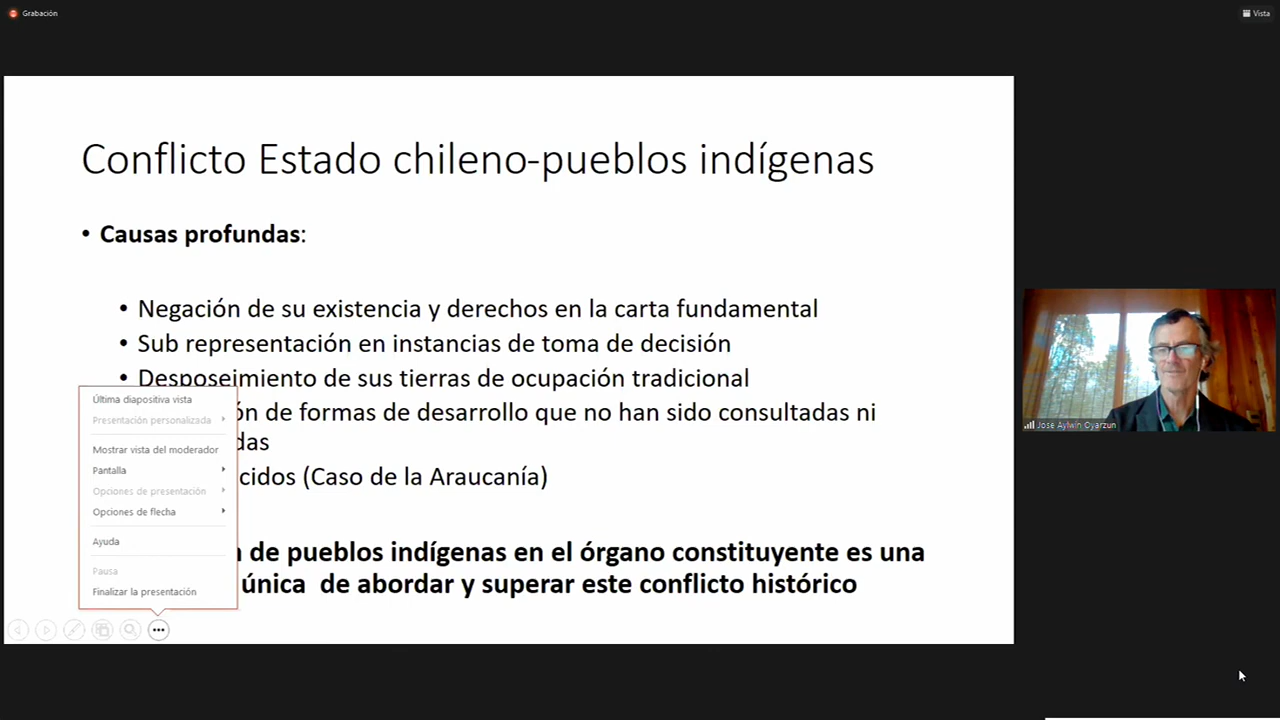 Grabación
Vista
Conflicto Estado chileno-pueblos indígenas
• Causas profundas:
• Negación de su existencia y derechos en la carta fundamental
• Sub representación en instancias de toma de decisión
• Desposeimiento de sus tierras de ocupación tradicional
ón de formas de desarrollo que no han sido consultadas ni
das
cidos (Caso de la Araucanía)
de pueblos indígenas en el órgano constituyente es una
única de abordar y superar este conflicto histórico
Última diapositiva vista
Presentación personalizada
Mostrar vista del moderador
Pantalla
Opciones de presentación
Opciones de flecha
Ayuda
Pausa
Finalizar la presentación
Jose Aylwin Oyarzun